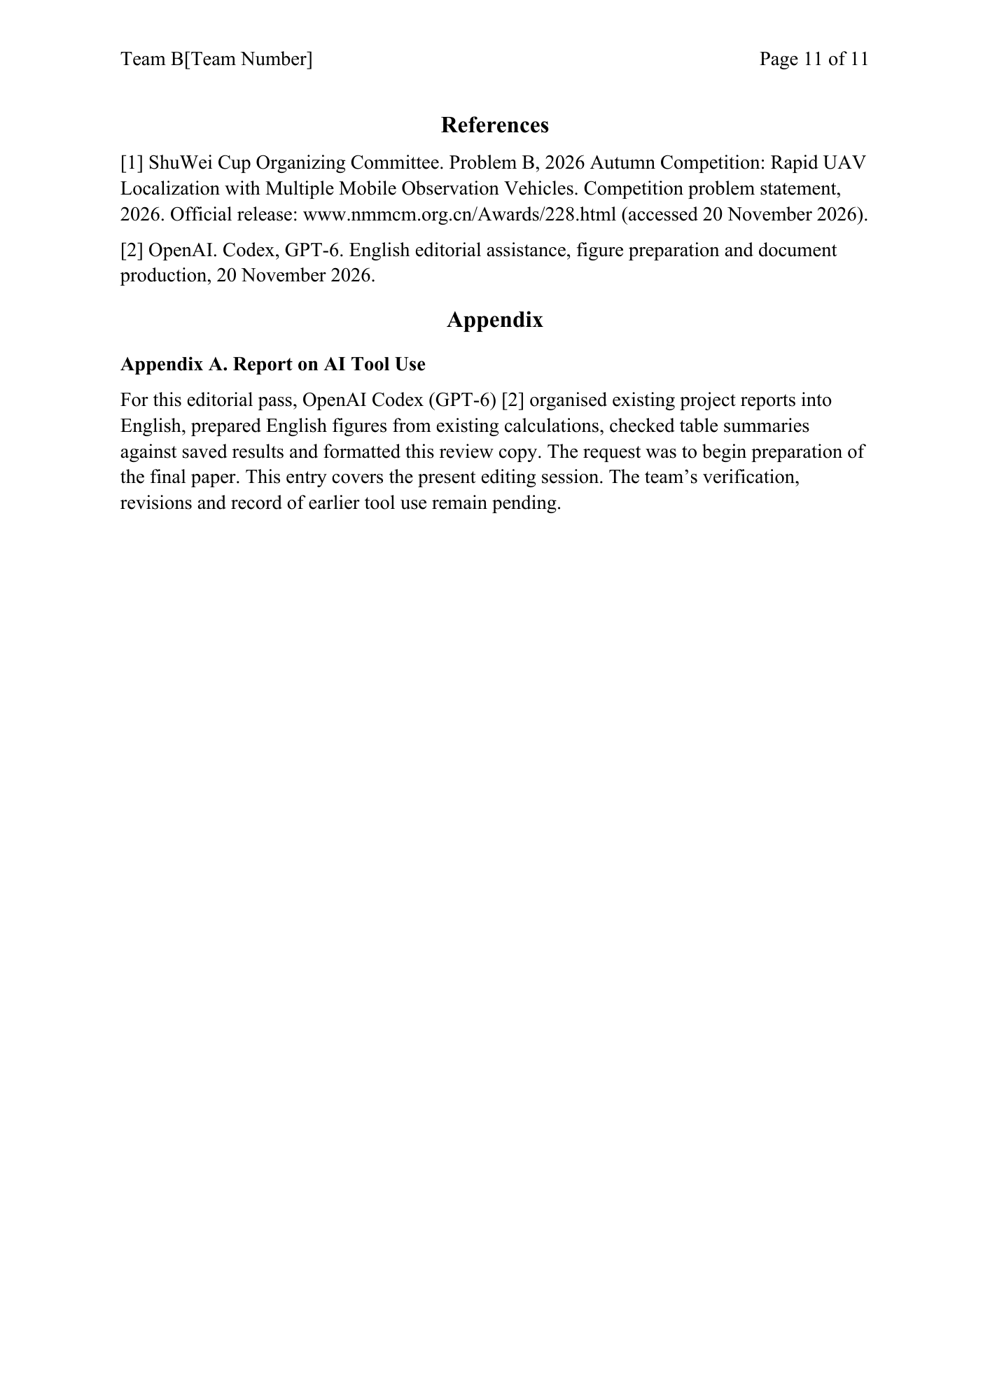 Team B[Team Number] Page 11 of 11
References
[1] ShuWei Cup Organizing Committee. Problem B, 2026 Autumn Competition: Rapid UAV
Localization with Multiple Mobile Observation Vehicles. Competition problem statement,
2026. Official release: www.nmmcm.org.cn/Awards/228.html (accessed 20 November 2026).
[2] OpenAI. Codex, GPT-6. English editorial assistance, figure preparation and document
production, 20 November 2026.
Appendix
Appendix A. Report on AI Tool Use
For this editorial pass, OpenAI Codex (GPT-6) [2] organised existing project reports into
English, prepared English figures from existing calculations, checked table summaries
against saved results and formatted this review copy. The request was to begin preparation of
the final paper. This entry covers the present editing session. The team’s verification,
revisions and record of earlier tool use remain pending.